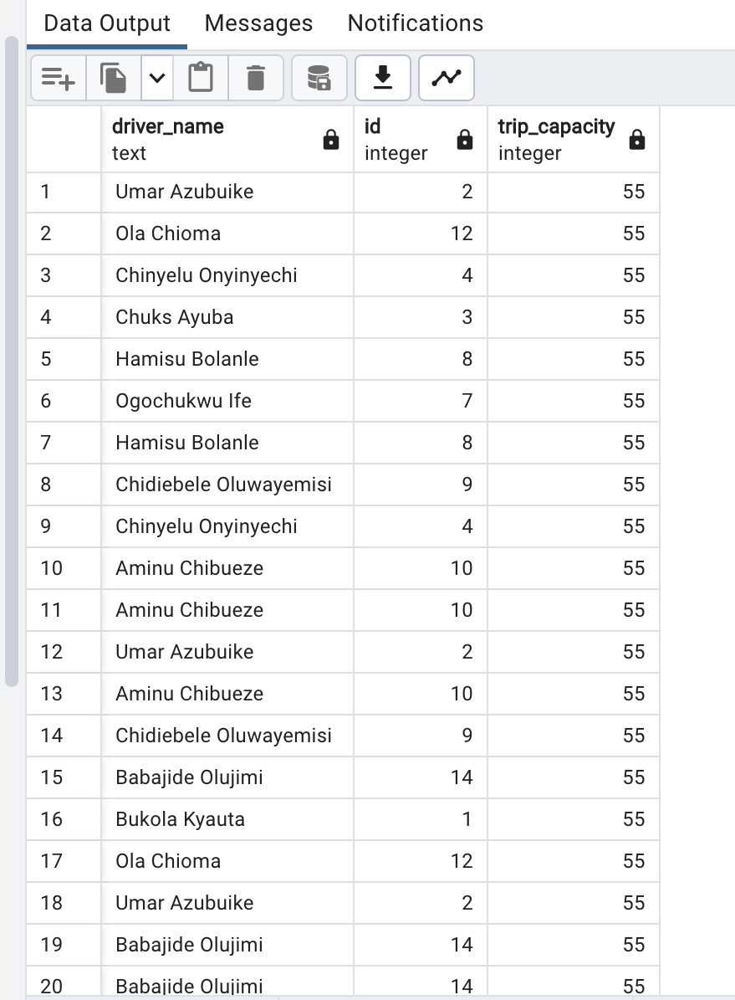 Data Output Messages Notifications
driver_name id trip_capacity
text integer integer
1 Umar Azubuike 2 55
2 Ola Chioma 12 55
3 Chinyelu Onyinyechi 4 55
4 Chuks Ayuba 3 55
5 Hamisu Bolanle 8 55
6 Ogochukwu Ife 7 55
7 Hamisu Bolanle 8 55
8 Chidiebele Oluwayemisi 9 55
9 Chinyelu Onyinyechi 4 55
10 Aminu Chibueze 10 55
11 Aminu Chibueze 10 55
12 Umar Azubuike 2 55
13 Aminu Chibueze 10 55
14 Chidiebele Oluwayemisi 9 55
15 Babajide Olujimi 14 55
16 Bukola Kyauta 1 55
17 Ola Chioma 12 55
18 Umar Azubuike 2 55
19 Babajide Olujimi 14 55
20 Babajide Olujimi 14 55